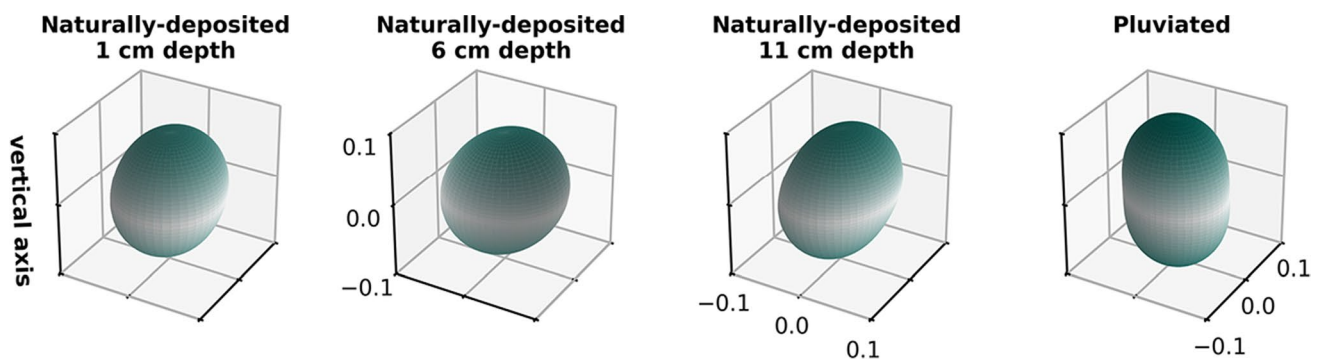 Naturally-deposited
1 cm depth
Naturally-deposited
6 cm depth
Naturally-deposited
11 cm depth
Pluviated
vertical axis
0.1
0.0
−0.1
−0.1
0.0
0.1
0.1
0.0
−0.1